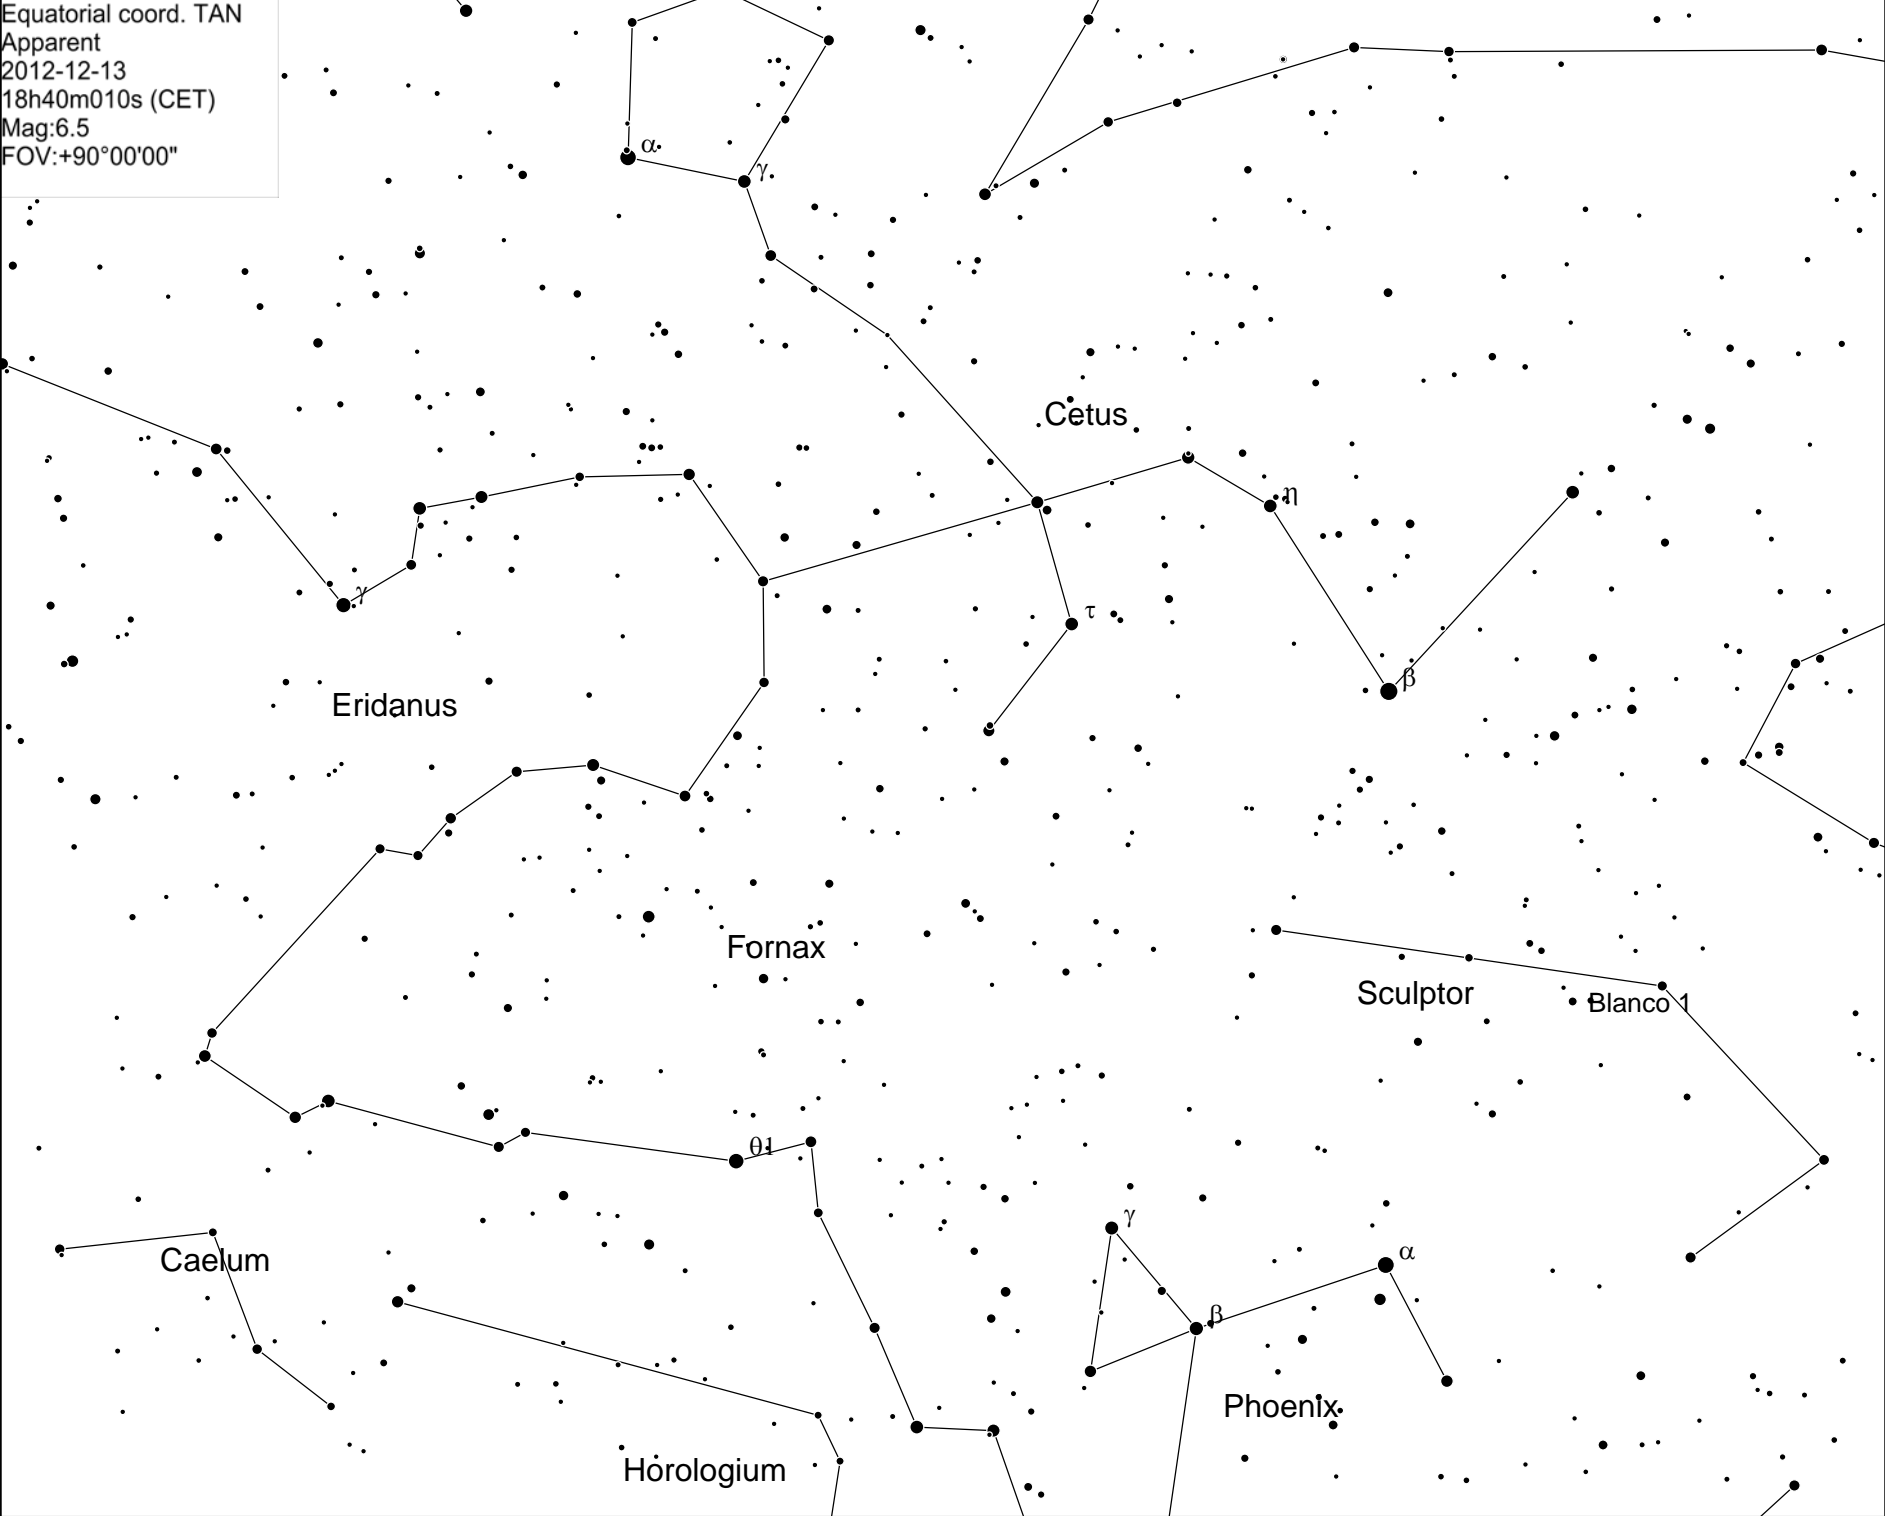 Equatorial coord. TAN
Apparent
2012-12-13
18h40m010s (CET)
Mag:6.5
FOV:+90°00'00"
α
γ
Cetus
η
γ
τ
β
Eridanus
Fornax
Sculptor
Blanco 1
θ1
γ
α
Caelum
β
Phoenix
Horologium